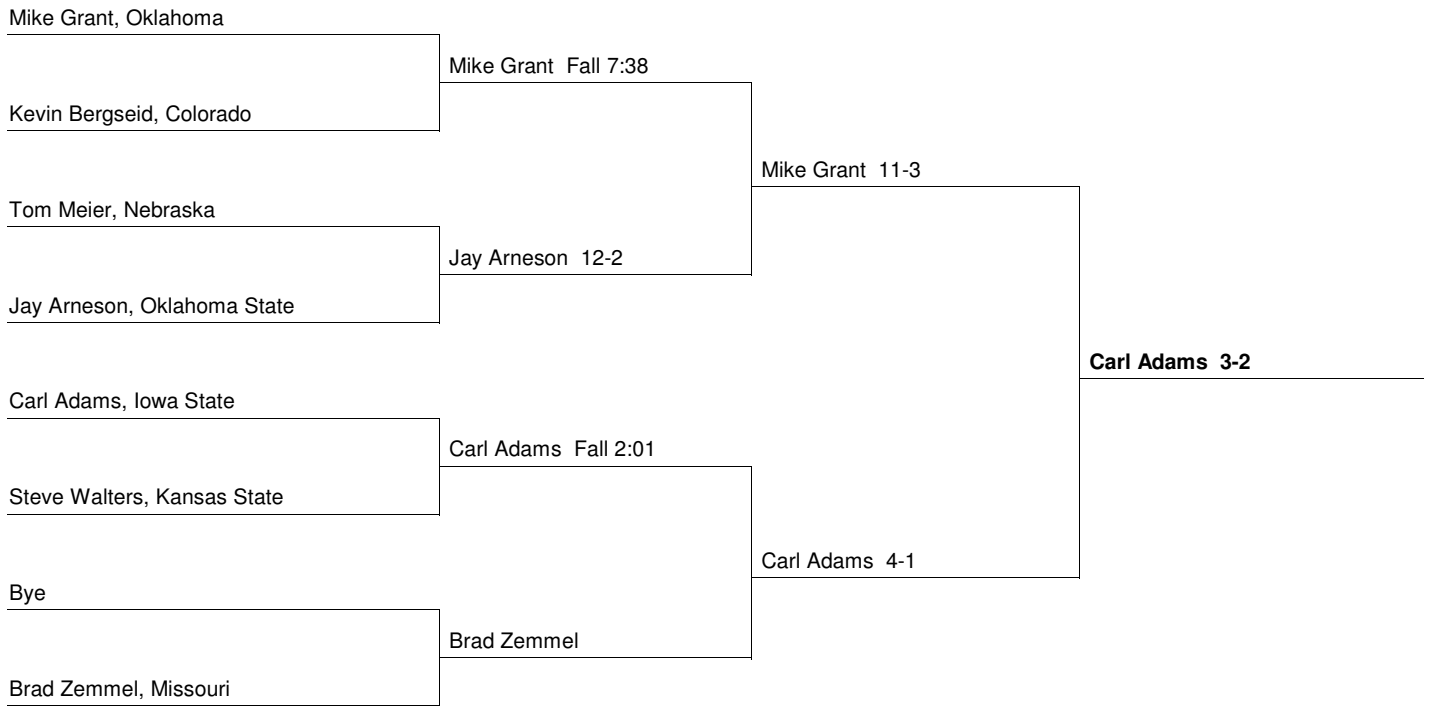 Mike Grant, Oklahoma
Mike Grant  Fall 7:38
Kevin Bergseid, Colorado
Mike Grant  11-3
Tom Meier, Nebraska
Jay Arneson  12-2
Jay Arneson, Oklahoma State
Carl Adams  3-2
Carl Adams, Iowa State
Carl Adams  Fall 2:01
Steve Walters, Kansas State
Carl Adams  4-1
Bye
Brad Zemmel
Brad Zemmel, Missouri